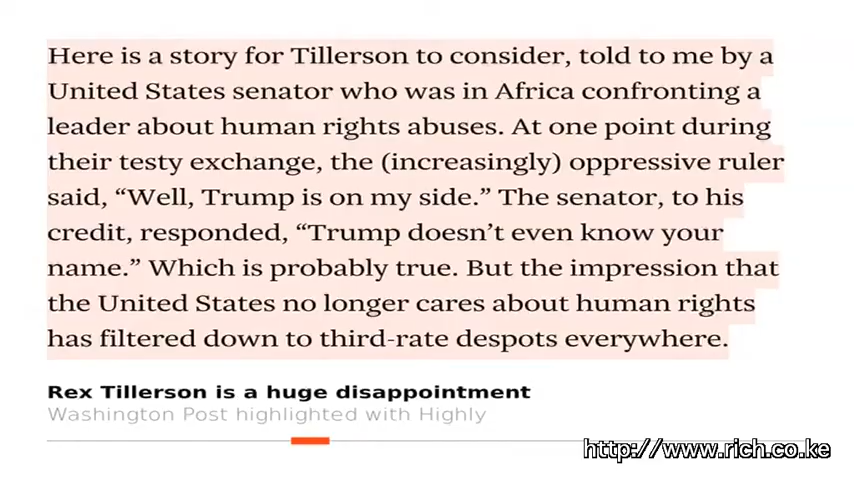 Here is a story for Tillerson to consider, told to me by a
United States senator who was in Africa confronting a
leader about human rights abuses. At one point during
their testy exchange, the (increasingly) oppressive ruler
said, “Well, Trump is on my side.” The senator, to his
credit, responded, “Trump doesn’t even know your
name.” Which is probably true. But the impression that
the United States no longer cares about human rights
has filtered down to third-rate despots everywhere.
Rex Tillerson is a huge disappointment
Washington Post highlighted with Highly
http://www.rich.co.ke